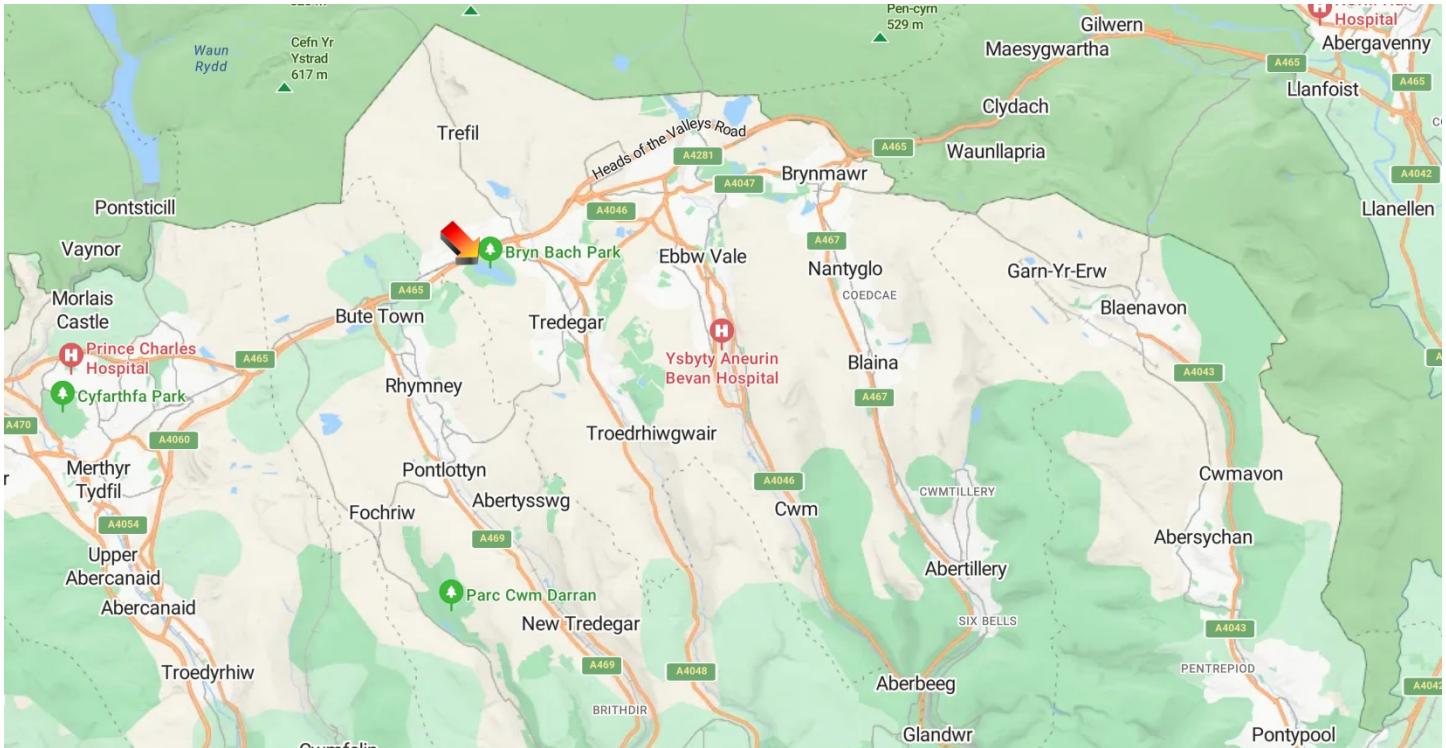 Pen-cyrn
529 m
Hospital
Gilwern
Maesygwartha
Abergavenny
Cefn Yr
Ystrad
617 m
Waun
Rydd
A465
A465
Llanfoist
Clydach
Trefil
Heads of the Valleys Road
A4281
A465
Waunllapria
Brynmawr
A4047
A4042
Pontsticill
A4046
Llanellen
Vaynor
Bryn Bach Park
Ebbw Vale
A467
Nantyglo
Garn-Yr-Erw
COEDCAE
Morlais
Castle
A465
Bute Town
Tredegar
Blaenavon
Prince Charles
Hospital
A465
Ysbyty Aneurin
Bevan Hospital
Blaina
A4043
Rhymney
Cyfarthfa Park
A467
A470
A4060
Troedrhiwgwair
Merthyr
Tydfil
Pontlottyn
Cwmavon
A4046
CWMTILLERY
Abertysswg
Fochriw
Cwm
A4054
A469
Abersychan
Upper
Abercanaid
Abertillery
Parc Cwm Darran
Abercanaid
New Tredegar
SIX BELLS
A4043
Troedyrhiw
A469
A4048
PENTREPIOD
Aberbeeg
A4042
BRITHDIR
Glandwr
Pontypool